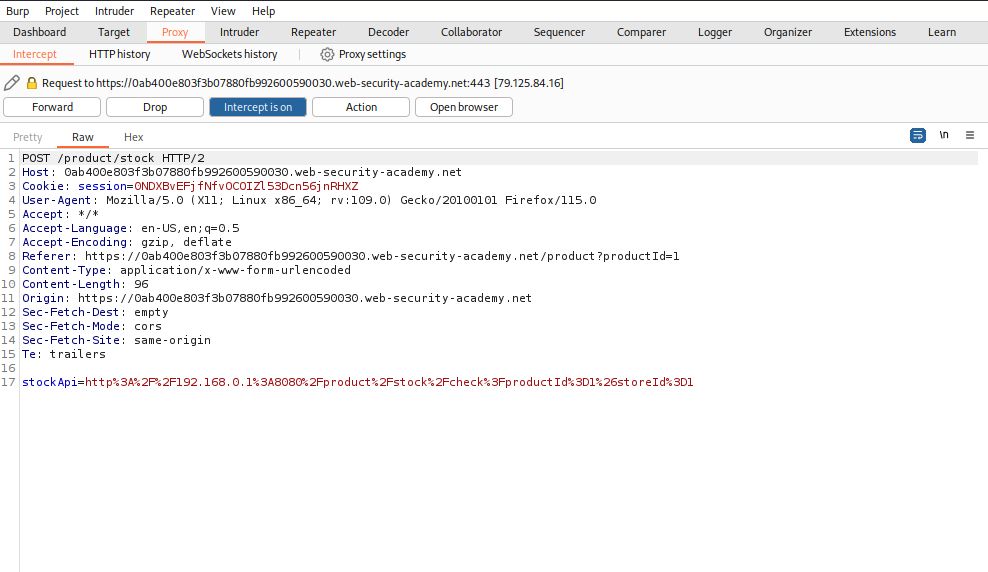 Burp Project Intruder Repeater View Help
Dashboard Target Proxy Intruder Repeater Decoder Collaborator Sequencer Comparer Logger Organizer Extensions Learn
Intercept HTTP history WebSockets history Proxy settings
Request to https://0ab400e803f3b07880fb992600590030.web-security-academy.net:443 [79.125.84.16]
Forward Drop Intercept is on Action Open browser
Pretty Raw Hex \n
1 POST /product/stock HTTP/2
2 Host: 0ab400e803f3b07880fb992600590030.web-security-academy.net
3 Cookie: session=0NDXBvEFjfNfvOCOIZl53Dcn56jnRHXZ
4 User-Agent: Mozilla/5.0 (X11; Linux x86_64; rv:109.0) Gecko/20100101 Firefox/115.0
5 Accept: */*
6 Accept-Language: en-US,en;q=0.5
7 Accept-Encoding: gzip, deflate
8 Referer: https://0ab400e803f3b07880fb992600590030.web-security-academy.net/product?productId=1
9 Content-Type: application/x-www-form-urlencoded
10 Content-Length: 96
11 Origin: https://0ab400e803f3b07880fb992600590030.web-security-academy.net
12 Sec-Fetch-Dest: empty
13 Sec-Fetch-Mode: cors
14 Sec-Fetch-Site: same-origin
15 Te: trailers
16
17 stockApi=http%3A%2F%2F192.168.0.1%3A8080%2Fproduct%2Fstock%2Fcheck%3FproductId%3D1%26storeId%3D1